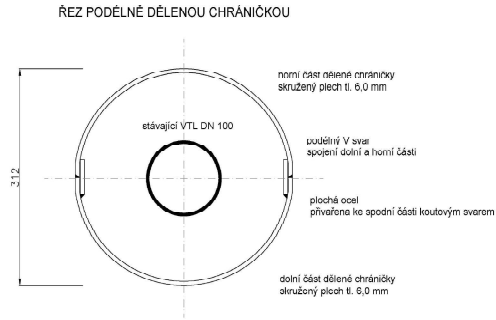 ŘEZ PODÉLNĚ DĚLENOU CHRÁNIČKOU
horní část dělené chráničky
skružený plech tl. 6,0 mm
stávající VTL DN 100
podélný V svar
spojení dolní a horní části
312
plochá ocel
přivařena ke spodní části koutovým svarem
dolní část dělené chráničky
skružený plech tl. 6,0 mm